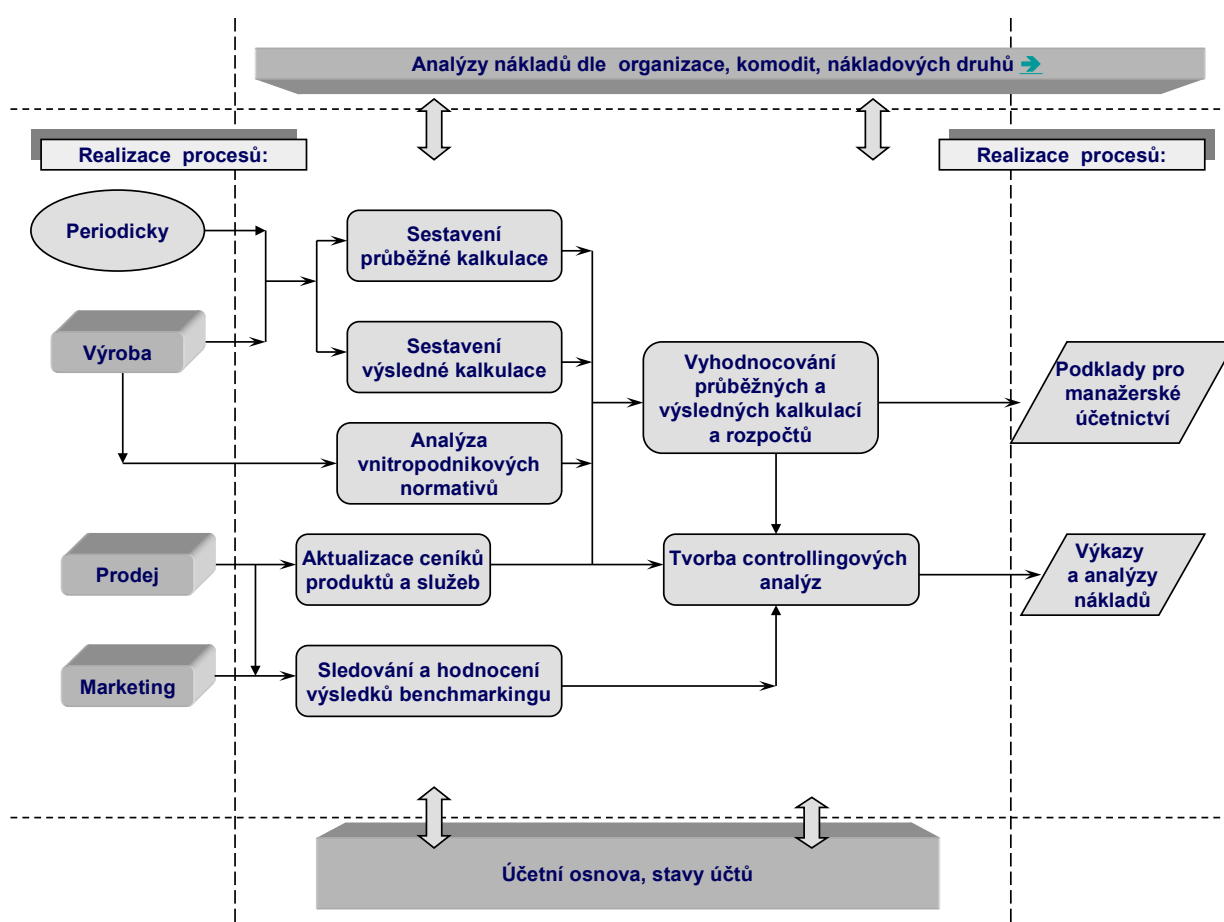 Analýzy nákladů dle organizace, komodit, nákladových druhů ➔
Realizace procesů:
Realizace procesů:
Periodicky
Sestavení
průběžné kalkulace
Výroba
Sestavení
výsledné kalkulace
Vyhodnocování
průběžných a
výsledných kalkulací
a rozpočtů
Podklady pro
manažerské
účetnictví
Analýza
vnitropodnikových
normativů
Prodej
Aktualizace ceníků
produktů a služeb
Tvorba controllingových
analýz
Výkazy
a analýzy
nákladů
Marketing
Sledování a hodnocení
výsledků benchmarkingu
Účetní osnova, stavy účtů